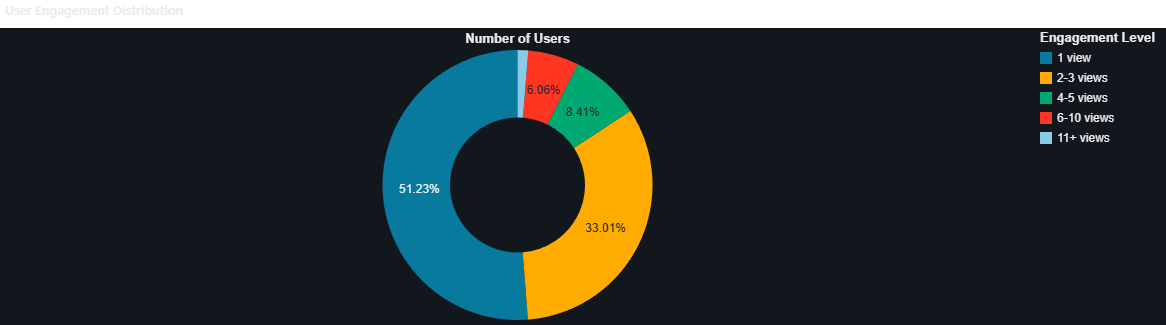 User Engagement Distribution
Number of Users
Engagement Level
1 view
2-3 views
4-5 views
6-10 views
11+ views
6.06%
8.41%
51.23%
33.01%